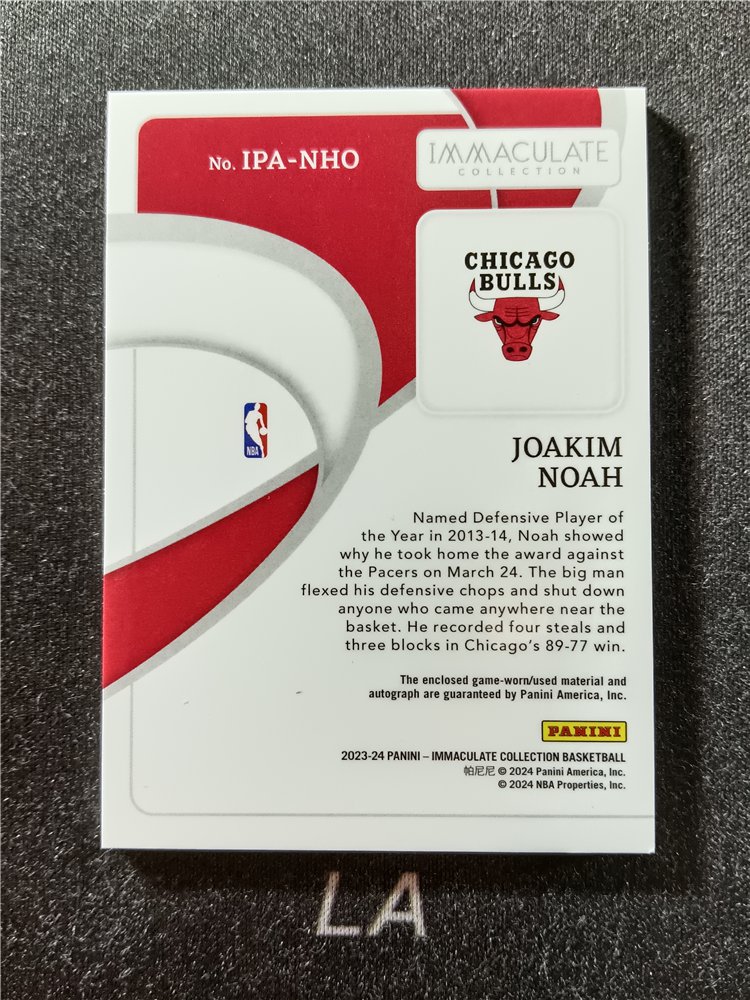 No. IPA-NHO
IMMACULATE
COLLECTION
CHICAGO
BULLS
NBA
JOAKIM
NOAH
Named Defensive Player of
the Year in 2013-14, Noah showed
why he took home the award against
the Pacers on March 24. The big man
flexed his defensive chops and shut down
anyone who came anywhere near the
basket. He recorded four steals and
three blocks in Chicago's 89-77 win.
The enclosed game-worn/used material and
autograph are guaranteed by Panini America, Inc.
PANINI
2023-24 PANINI – IMMACULATE COLLECTION BASKETBALL
帕尼尼 © 2024 Panini America, Inc.
© 2024 NBA Properties, Inc.
LA